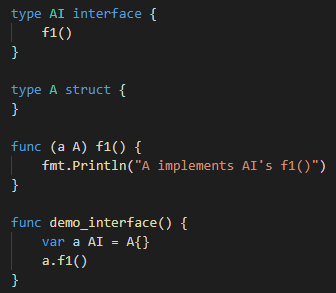 type AI interface {
    f1()
}

type A struct {
}

func (a A) f1() {
    fmt.Println("A implements AI's f1()")
}

func demo_interface() {
    var a AI = A{}
    a.f1()
}